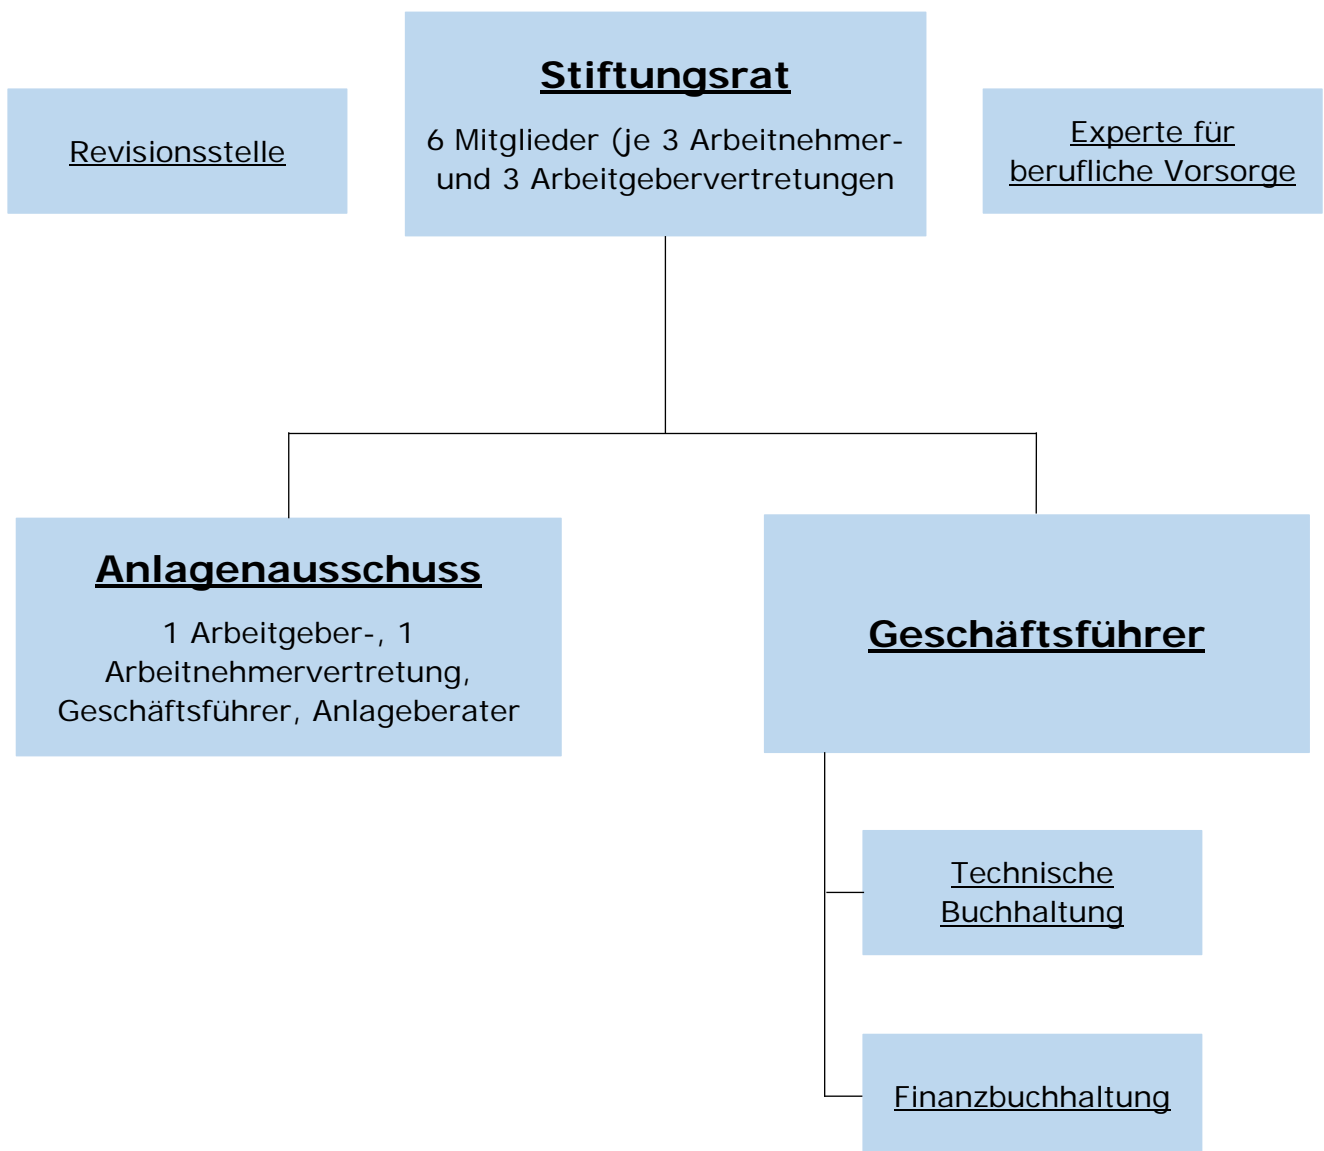 Stiftungsrat
6 Mitglieder (je 3 Arbeitnehmer-
und 3 Arbeitgebervertretungen
Revisionsstelle
Experte für
berufliche Vorsorge
Anlagenausschuss
1 Arbeitgeber-, 1
Arbeitnehmervertretung,
Geschäftsführer, Anlageberater
Geschäftsführer
Technische
Buchhaltung
Finanzbuchhaltung